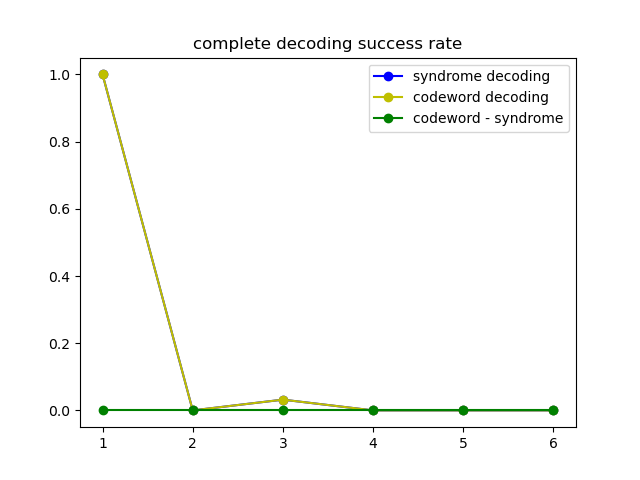 complete decoding success rate
syndrome decoding
codeword decoding
codeword - syndrome
1.0
0.8
0.6
0.4
0.2
0.0
1 2 3 4 5 6